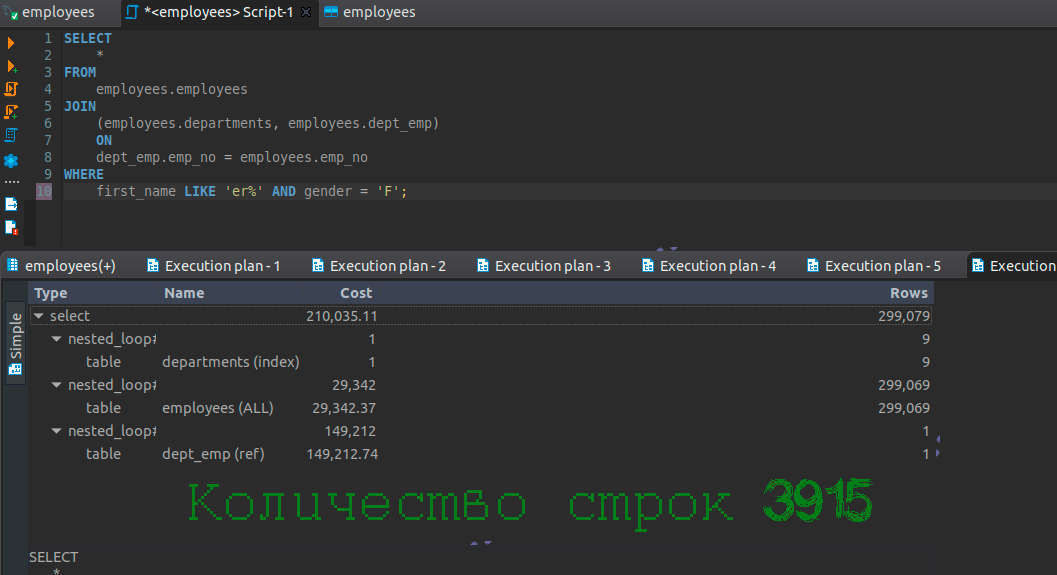 employees *<employees> Script-1 employees
1 SELECT
2 *
3 FROM
4 employees.employees
5 JOIN
6 (employees.departments, employees.dept_emp)
7 ON
8 dept_emp.emp_no = employees.emp_no
9 WHERE
10 first_name LIKE 'er%' AND gender = 'F';
employees(+) Execution plan - 1 Execution plan - 2 Execution plan - 3 Execution plan - 4 Execution plan - 5 Execution
Simple
Type Name Cost Rows
select 210,035.11 299,079
nested_loop# 1 9
table departments (index) 1 9
nested_loop# 29,342 299,069
table employees (ALL) 29,342.37 299,069
nested_loop# 149,212 1
table dept_emp (ref) 149,212.74 1
Количество строк 3915
SELECT
*